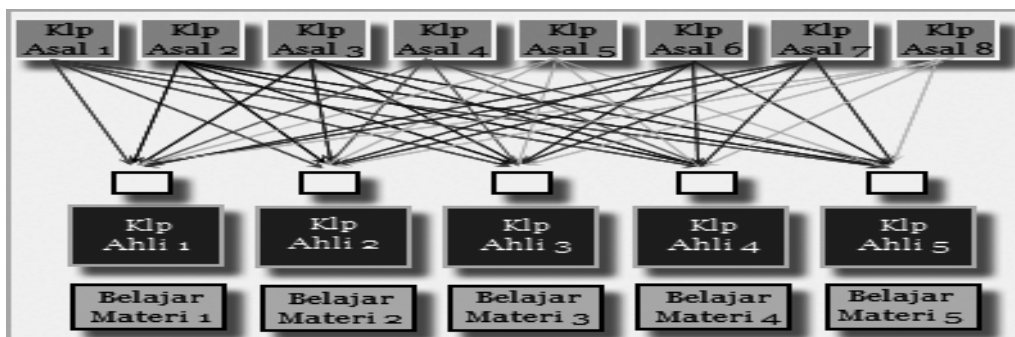 Klp
Asal 1
Klp
Asal 2
Klp
Asal 3
Klp
Asal 4
Klp
Asal 5
Klp
Asal 6
Klp
Asal 7
Klp
Asal 8
Klp
Ahli 1
Klp
Ahli 2
Klp
Ahli 3
Klp
Ahli 4
Klp
Ahli 5
Belajar
Materi 1
Belajar
Materi 2
Belajar
Materi 3
Belajar
Materi 4
Belajar
Materi 5